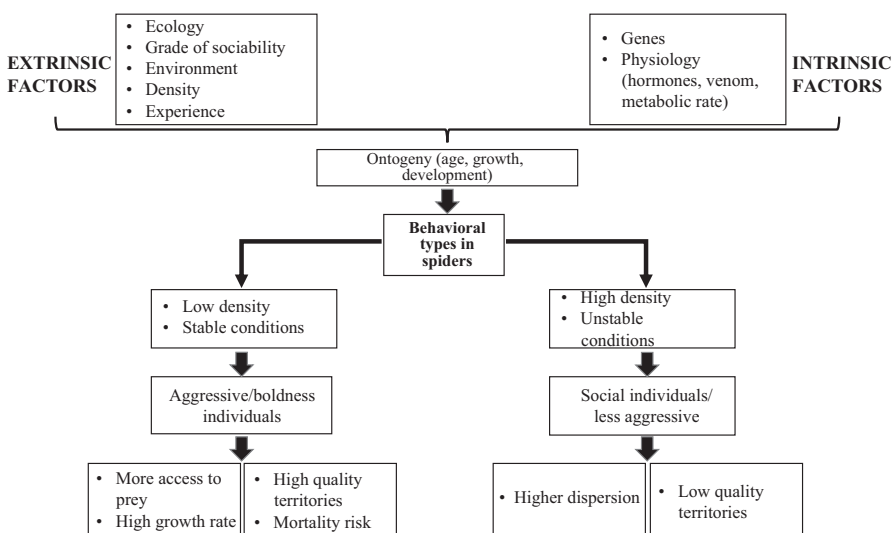 EXTRINSIC
FACTORS
• Ecology
• Grade of sociability
• Environment
• Density
• Experience
• Genes
• Physiology
(hormones, venom,
metabolic rate)
INTRINSIC
FACTORS
Ontogeny (age, growth,
development)
Behavioral
types in
spiders
• Low density
• Stable conditions
• High density
• Unstable
conditions
Aggressive/boldness
individuals
Social individuals/
less aggressive
• More access to
prey
• High growth rate
• High quality
territories
• Mortality risk
• Higher dispersion
• Low quality
territories